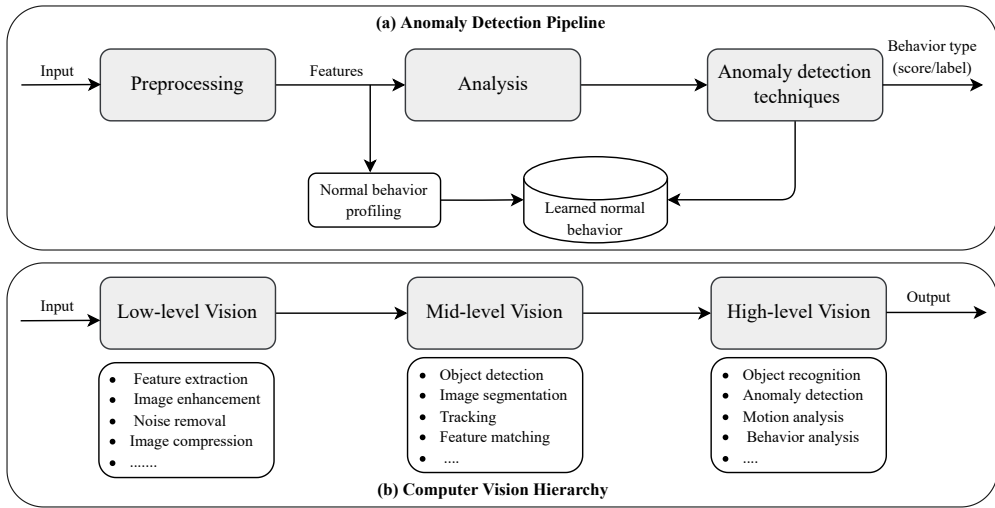 (a) Anomaly Detection Pipeline
Input
Preprocessing
Features
Analysis
Anomaly detection
techniques
Behavior type
(score/label)
Normal behavior
profiling
Learned normal
behavior
Input
Low-level Vision
Mid-level Vision
High-level Vision
Output
• Feature extraction
• Image enhancement
• Noise removal
• Image compression
• .......
• Object detection
• Image segmentation
• Tracking
• Feature matching
• ....
• Object recognition
• Anomaly detection
• Motion analysis
• Behavior analysis
• ....
(b) Computer Vision Hierarchy